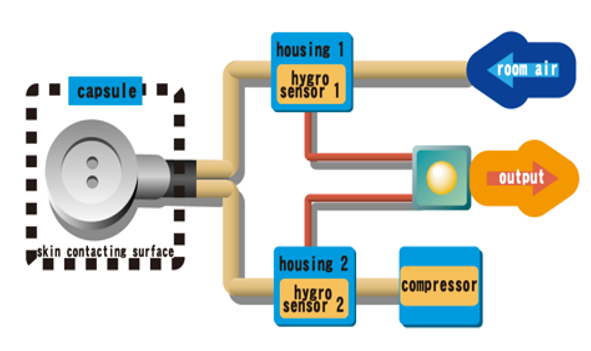 housing 1
hygro
sensor 1
room air
capsule
output
skin contacting surface
housing 2
hygro
sensor 2
compressor